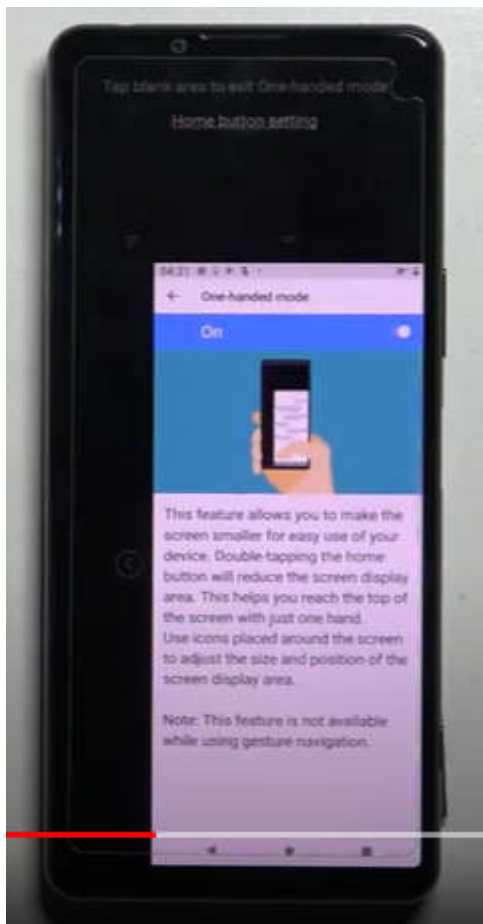 Tap blank area to exit One-handed mode
Home button setting
04:21
One-handed mode
On
This feature allows you to make the
screen smaller for easy use of your
device. Double-tapping the home
button will reduce the screen display
area. This helps you reach the top of
the screen with just one hand.
Use icons placed around the screen
to adjust the size and position of the
screen display area.
Note: This feature is not available
while using gesture navigation.